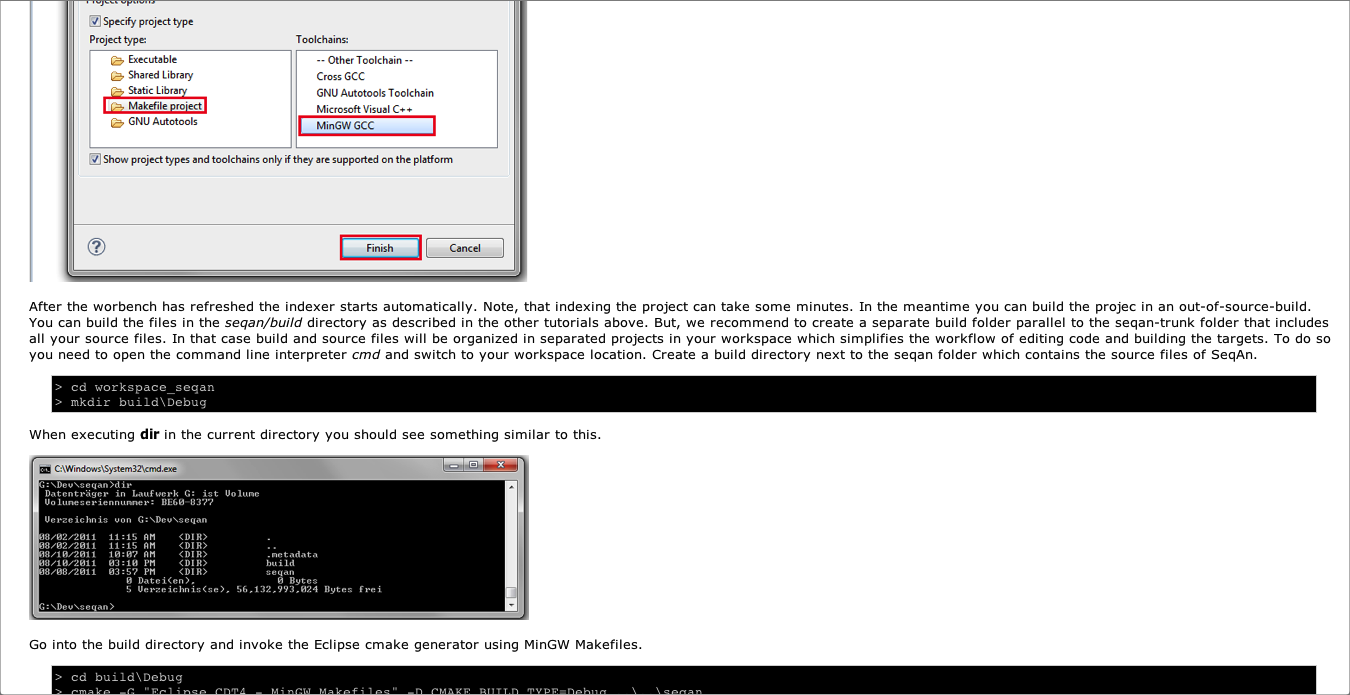 Project options
Specify project type
Project type:
Toolchains:
Executable
Shared Library
Static Library
Makefile project
GNU Autotools
-- Other Toolchain --
Cross GCC
GNU Autotools Toolchain
Microsoft Visual C++
MinGW GCC
Show project types and toolchains only if they are supported on the platform
?
Finish
Cancel
After the worbench has refreshed the indexer starts automatically. Note, that indexing the project can take some minutes. In the meantime you can build the projec in an out-of-source-build.
You can build the files in the seqan/build directory as described in the other tutorials above. But, we recommend to create a separate build folder parallel to the seqan-trunk folder that includes
all your source files. In that case build and source files will be organized in separated projects in your workspace which simplifies the workflow of editing code and building the targets. To do so
you need to open the command line interpreter cmd and switch to your workspace location. Create a build directory next to the seqan folder which contains the source files of SeqAn.
> cd workspace_seqan
> mkdir build\Debug
When executing dir in the current directory you should see something similar to this.
C:\Windows\System32\cmd.exe
G:\Dev\seqan>dir
Datenträger in Laufwerk G: ist Volume
Volumeseriennummer: BE60-8377
Verzeichnis von G:\Dev\seqan
08/02/2011 11:15 AM <DIR> .
08/02/2011 11:15 AM <DIR> ..
08/10/2011 10:07 AM <DIR> .metadata
08/10/2011 03:10 PM <DIR> build
08/08/2011 03:57 PM <DIR> seqan
0 Datei(en), 0 Bytes
5 Verzeichnis(se), 56,132,993,024 Bytes frei
G:\Dev\seqan>
Go into the build directory and invoke the Eclipse cmake generator using MinGW Makefiles.
> cd build\Debug
> cmake -G "Eclipse CDT4 - MinGW Makefiles" -D CMAKE_BUILD_TYPE=Debug ..\..\seqan